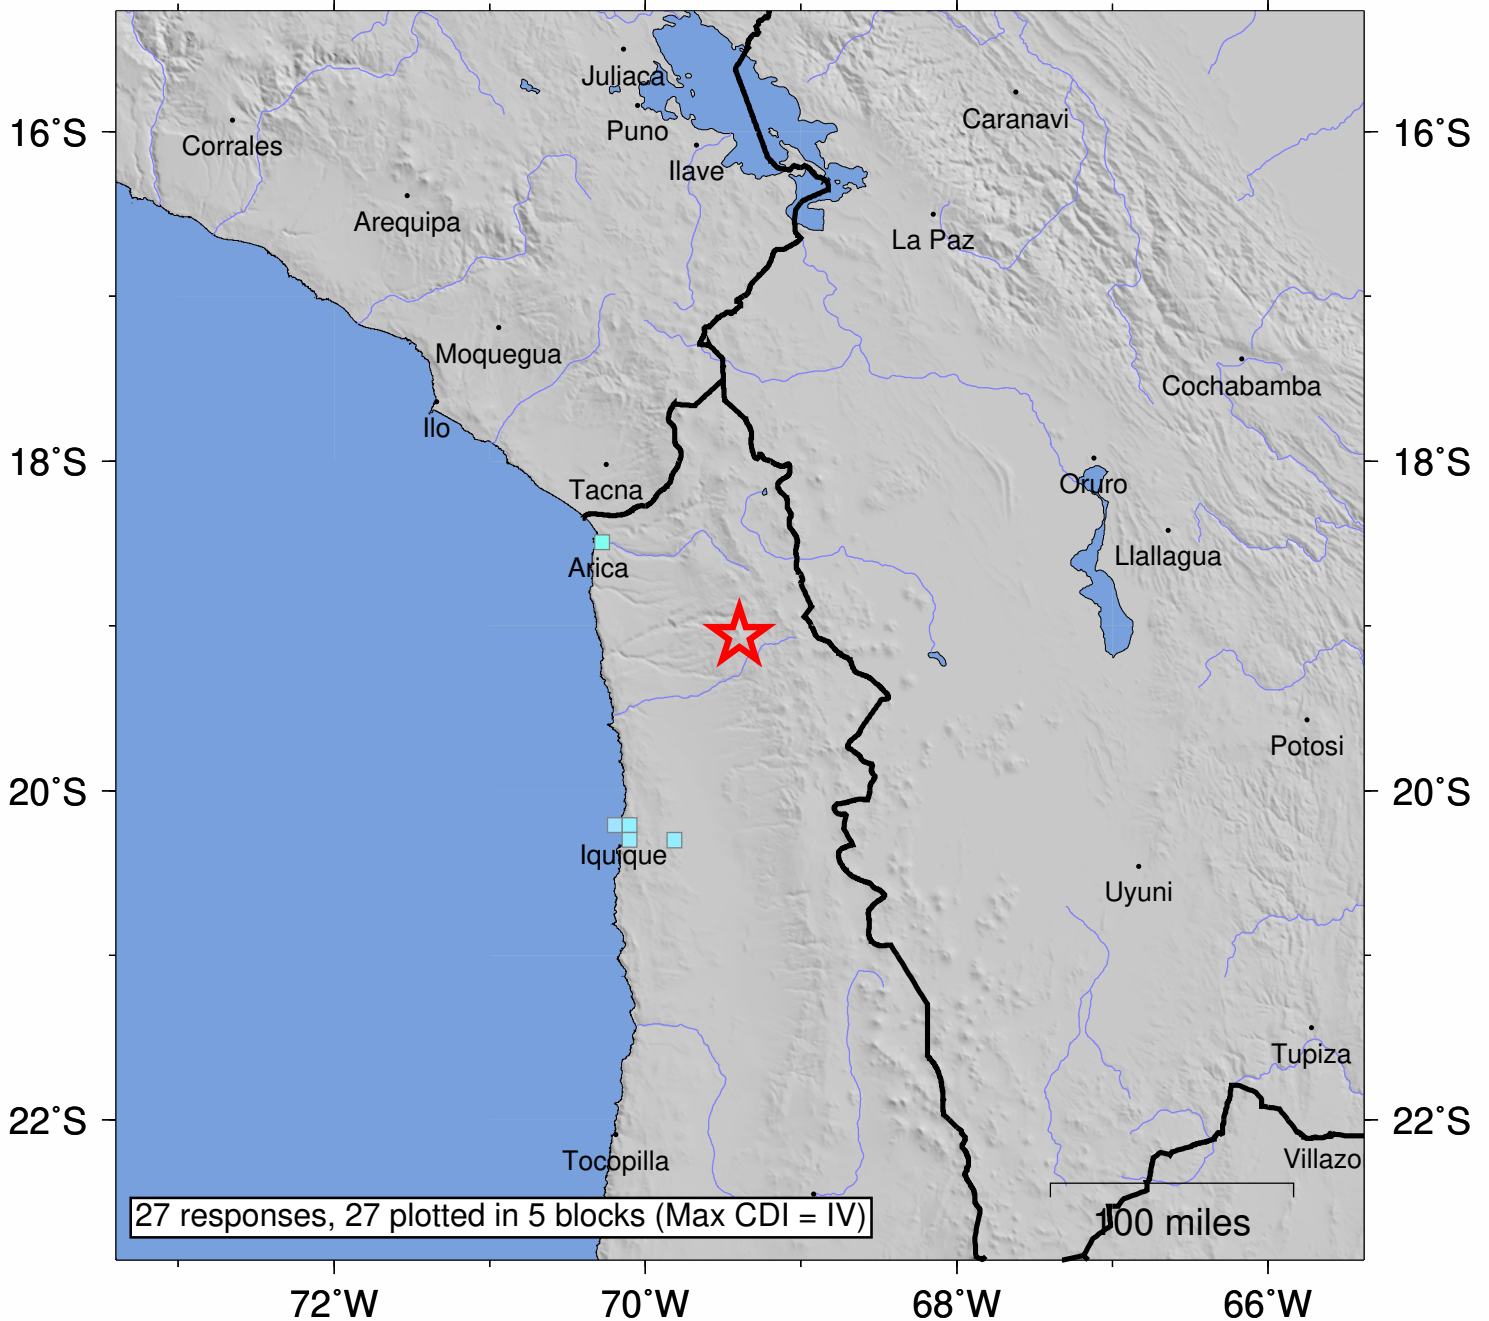 Juliaca
Caranavi
16°S
Corrales
Puno
16°S
Ilave
Arequipa
La Paz
Moquegua
Cochabamba
Ilo
18°S
18°S
Tacna
Oruro
Arica
Llallagua
Potosi
20°S
20°S
Iquique
Uyuni
Tupiza
22°S
22°S
Tocopilla
Villazo
27 responses, 27 plotted in 5 blocks (Max CDI = IV)
100 miles
72°W
70°W
68°W
66°W